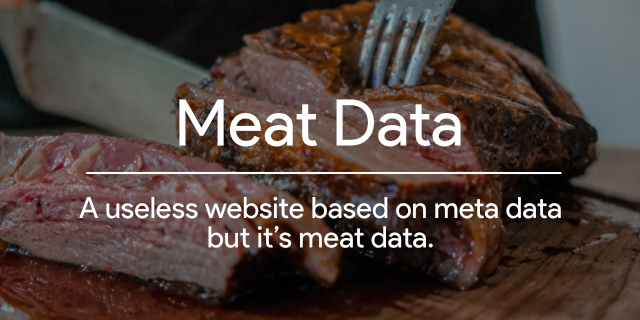 Meat Data
A useless website based on meta data
but it’s meat data.